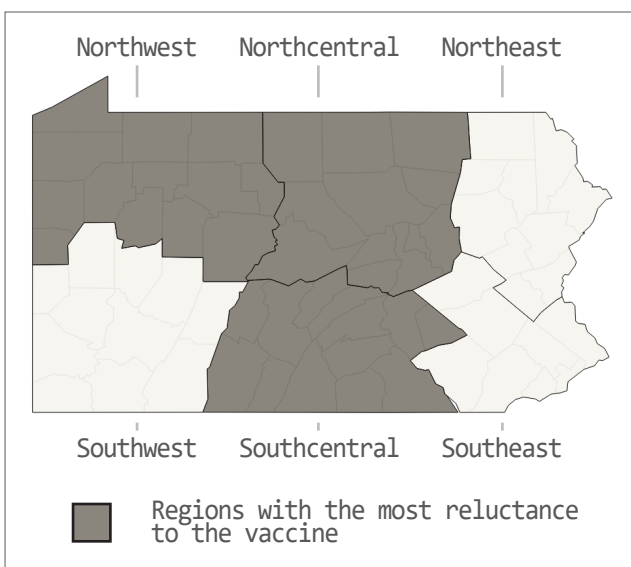 Northwest Northcentral Northeast
Southwest Southcentral Southeast
Regions with the most reluctance
to the vaccine